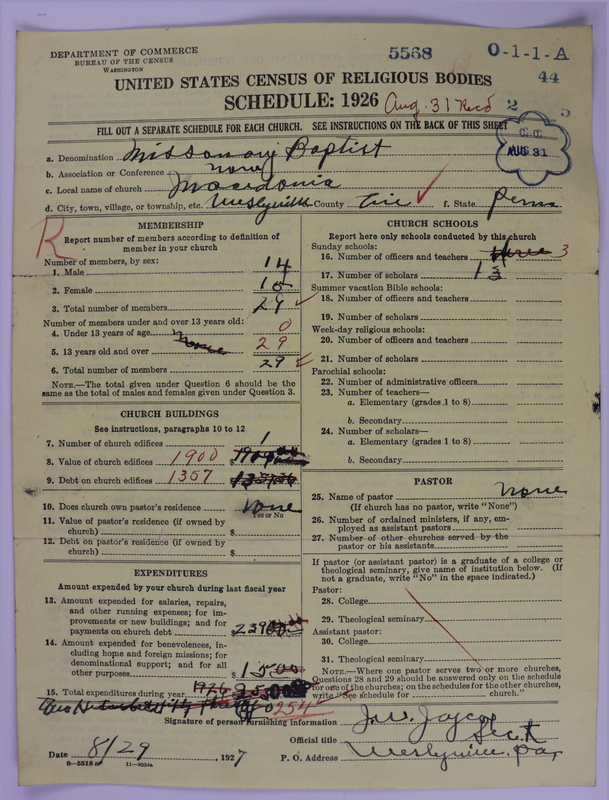 DEPARTMENT OF COMMERCE
BUREAU OF THE CENSUS
WASHINGTON
5568
O-1-1-A
44
UNITED STATES CENSUS OF RELIGIOUS BODIES
SCHEDULE: 1926
Aug. 31 Rec'd
2
5
FILL OUT A SEPARATE SCHEDULE FOR EACH CHURCH. SEE INSTRUCTIONS ON THE BACK OF THIS SHEET
AUG 31
a. Denomination Missionary Baptist
b. Association or Conference none
c. Local name of church Macedonia
d. City, town, village, or township, etc. Weslyville County Erie f. State Penna
R
MEMBERSHIP
Report number of members according to definition of member in your church
Number of members, by sex:
1. Male 14
2. Female 15
3. Total number of members 29
Number of members under and over 13 years old:
4. Under 13 years of age none 0
5. 13 years old and over 29
6. Total number of members 29
NOTE.—The total given under Question 6 should be the same as the total of males and females given under Question 3.
CHURCH BUILDINGS
See instructions, paragraphs 10 to 12
7. Number of church edifices 1
8. Value of church edifices 1900 $
9. Debt on church edifices 1357 $
10. Does church own pastor's residence none
Yes or No
11. Value of pastor's residence (if owned by church) $
12. Debt on pastor's residence (if owned by church) $
EXPENDITURES
Amount expended by your church during last fiscal year
13. Amount expended for salaries, repairs, and other running expenses; for improvements or new buildings; and for payments on church debt 239
14. Amount expended for benevolences, including home and foreign missions; for denominational support; and for all other purposes $ 15 00
15. Total expenditures during year 1926
254
CHURCH SCHOOLS
Report here only schools conducted by this church
Sunday schools:
16. Number of officers and teachers 3
17. Number of scholars 13
Summer vacation Bible schools:
18. Number of officers and teachers
19. Number of scholars
Week-day religious schools:
20. Number of officers and teachers
21. Number of scholars
Parochial schools:
22. Number of administrative officers
23. Number of teachers—
a. Elementary (grades 1 to 8)
b. Secondary
24. Number of scholars—
a. Elementary (grades 1 to 8)
b. Secondary
PASTOR
25. Name of pastor none
(If church has no pastor, write "None")
26. Number of ordained ministers, if any, employed as assistant pastors
27. Number of other churches served by the pastor or his assistants
If pastor (or assistant pastor) is a graduate of a college or theological seminary, give name of institution below. (If not a graduate, write "No" in the space indicated.)
Pastor:
28. College
29. Theological seminary
Assistant pastor:
30. College
31. Theological seminary
NOTE.—Where one pastor serves two or more churches, Questions 28 and 29 should be answered only on the schedule for one of the churches; on the schedules for the other churches, write "See schedule for church."
Signature of person furnishing information
Official title Sec.
Date 8/29 1927 P. O. Address Weslyville, Pa,